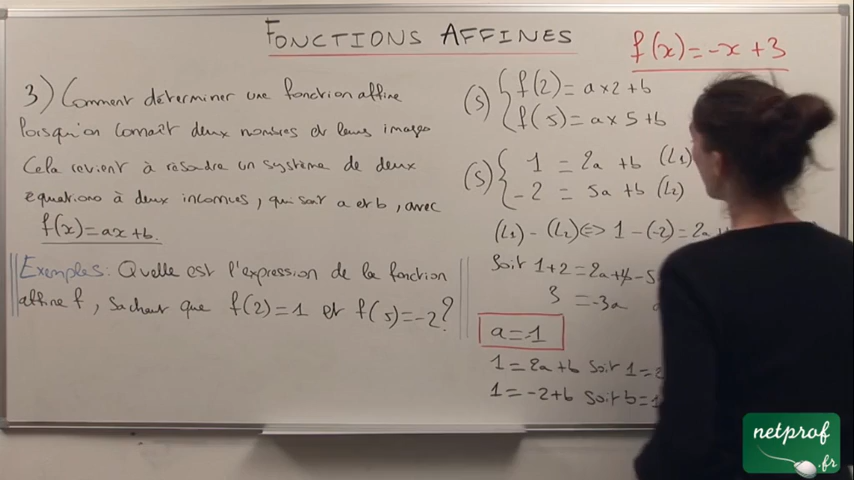 FONCTIONS AFFINES
f(x) = -x + 3
3) Comment déterminer une fonction affine
lorsqu'on connaît deux nombres et leurs images
Cela revient à résoudre un système de deux
équations à deux inconnues, qui sont a et b, avec
f(x) = ax + b.
Exemples: Quelle est l'expression de la fonction
affine f, sachant que f(2) = 1 et f(5) = -2 ?
(S) { f(2) = a × 2 + b
f(5) = a × 5 + b
(S) { 1 = 2a + b (L1)
-2 = 5a + b (L2)
(L1) - (L2) <=> 1 - (-2) = 2a
Soit 1 + 2 = 2a + b - 5
3 = -3a
a = -1
1 = 2a + b Soit 1 = 2
1 = -2 + b Soit b = 1
netprof
.fr